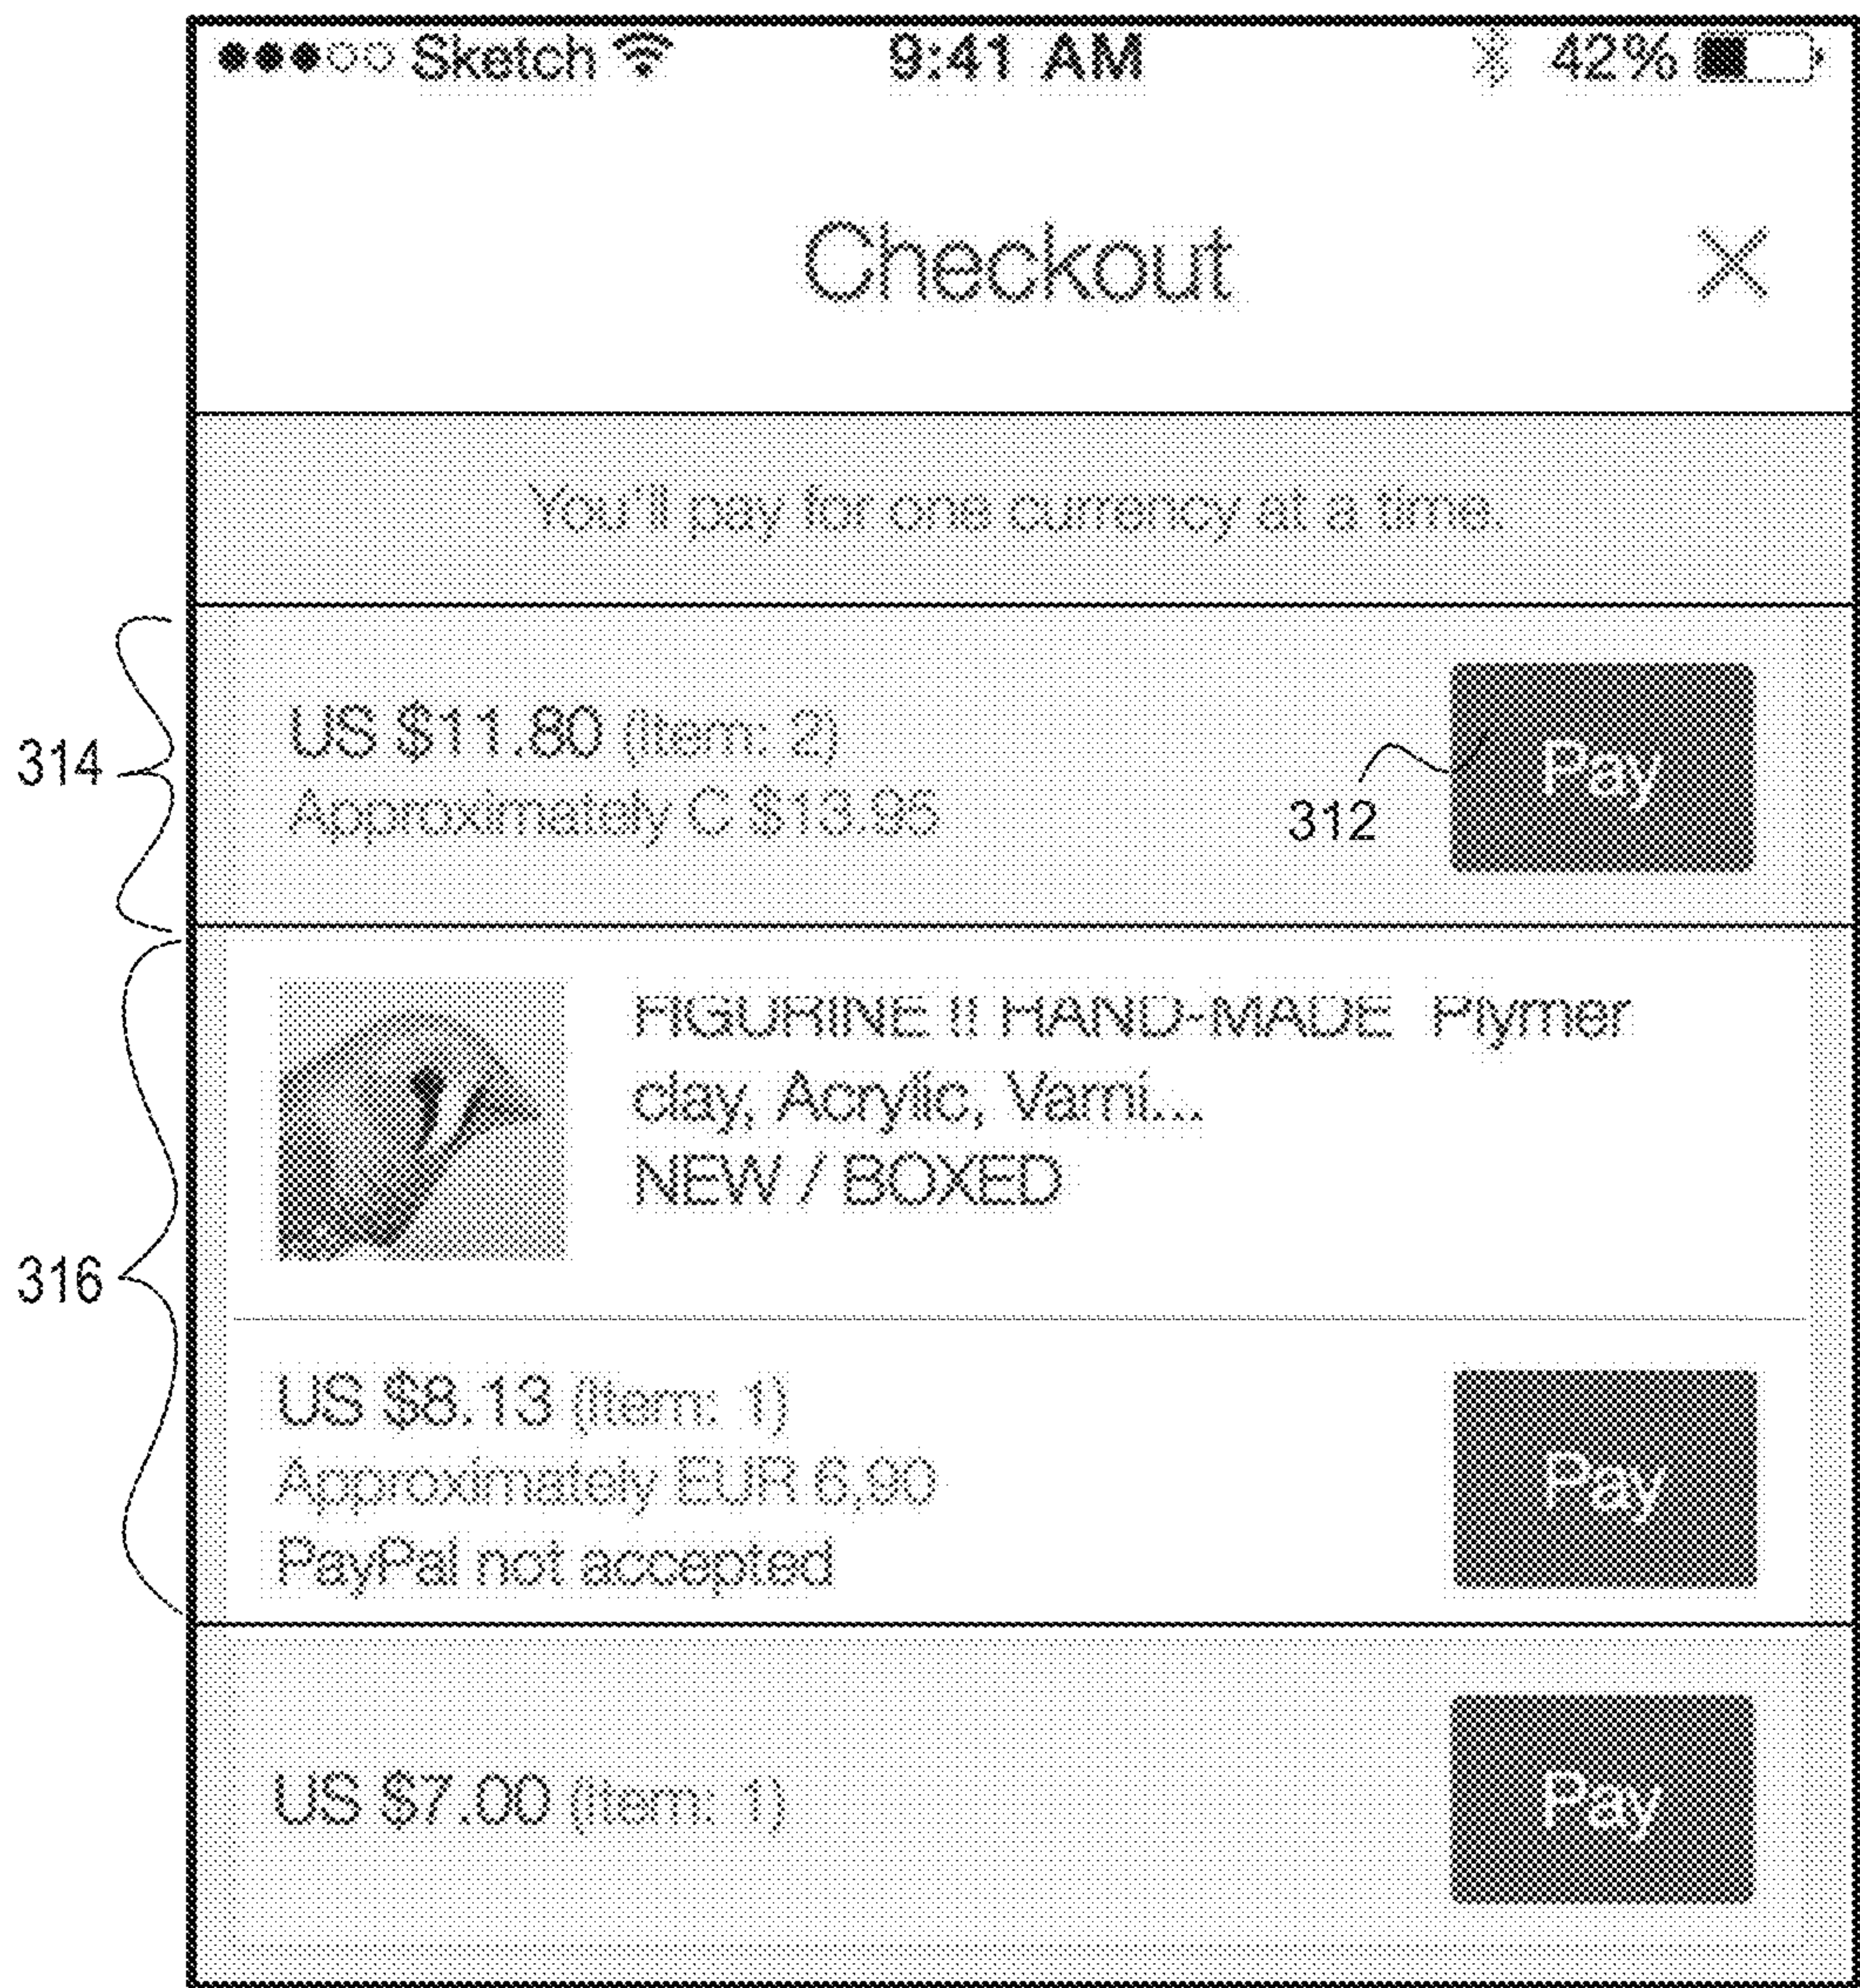 Sketch 9:41 AM 42%
Checkout X
You'll pay for one currency at a time.
314
US $11.80 (Item: 2)
Pay
Approximately C $13.95
312
316
FIGURINE !! HAND-MADE Plymer
clay, Acrylic, Varni...
NEW / BOXED
US $8.13 (Item: 1)
Approximately EUR 6,90
Pay
PayPal not accepted
US $7.00 (Item: 1)
Pay